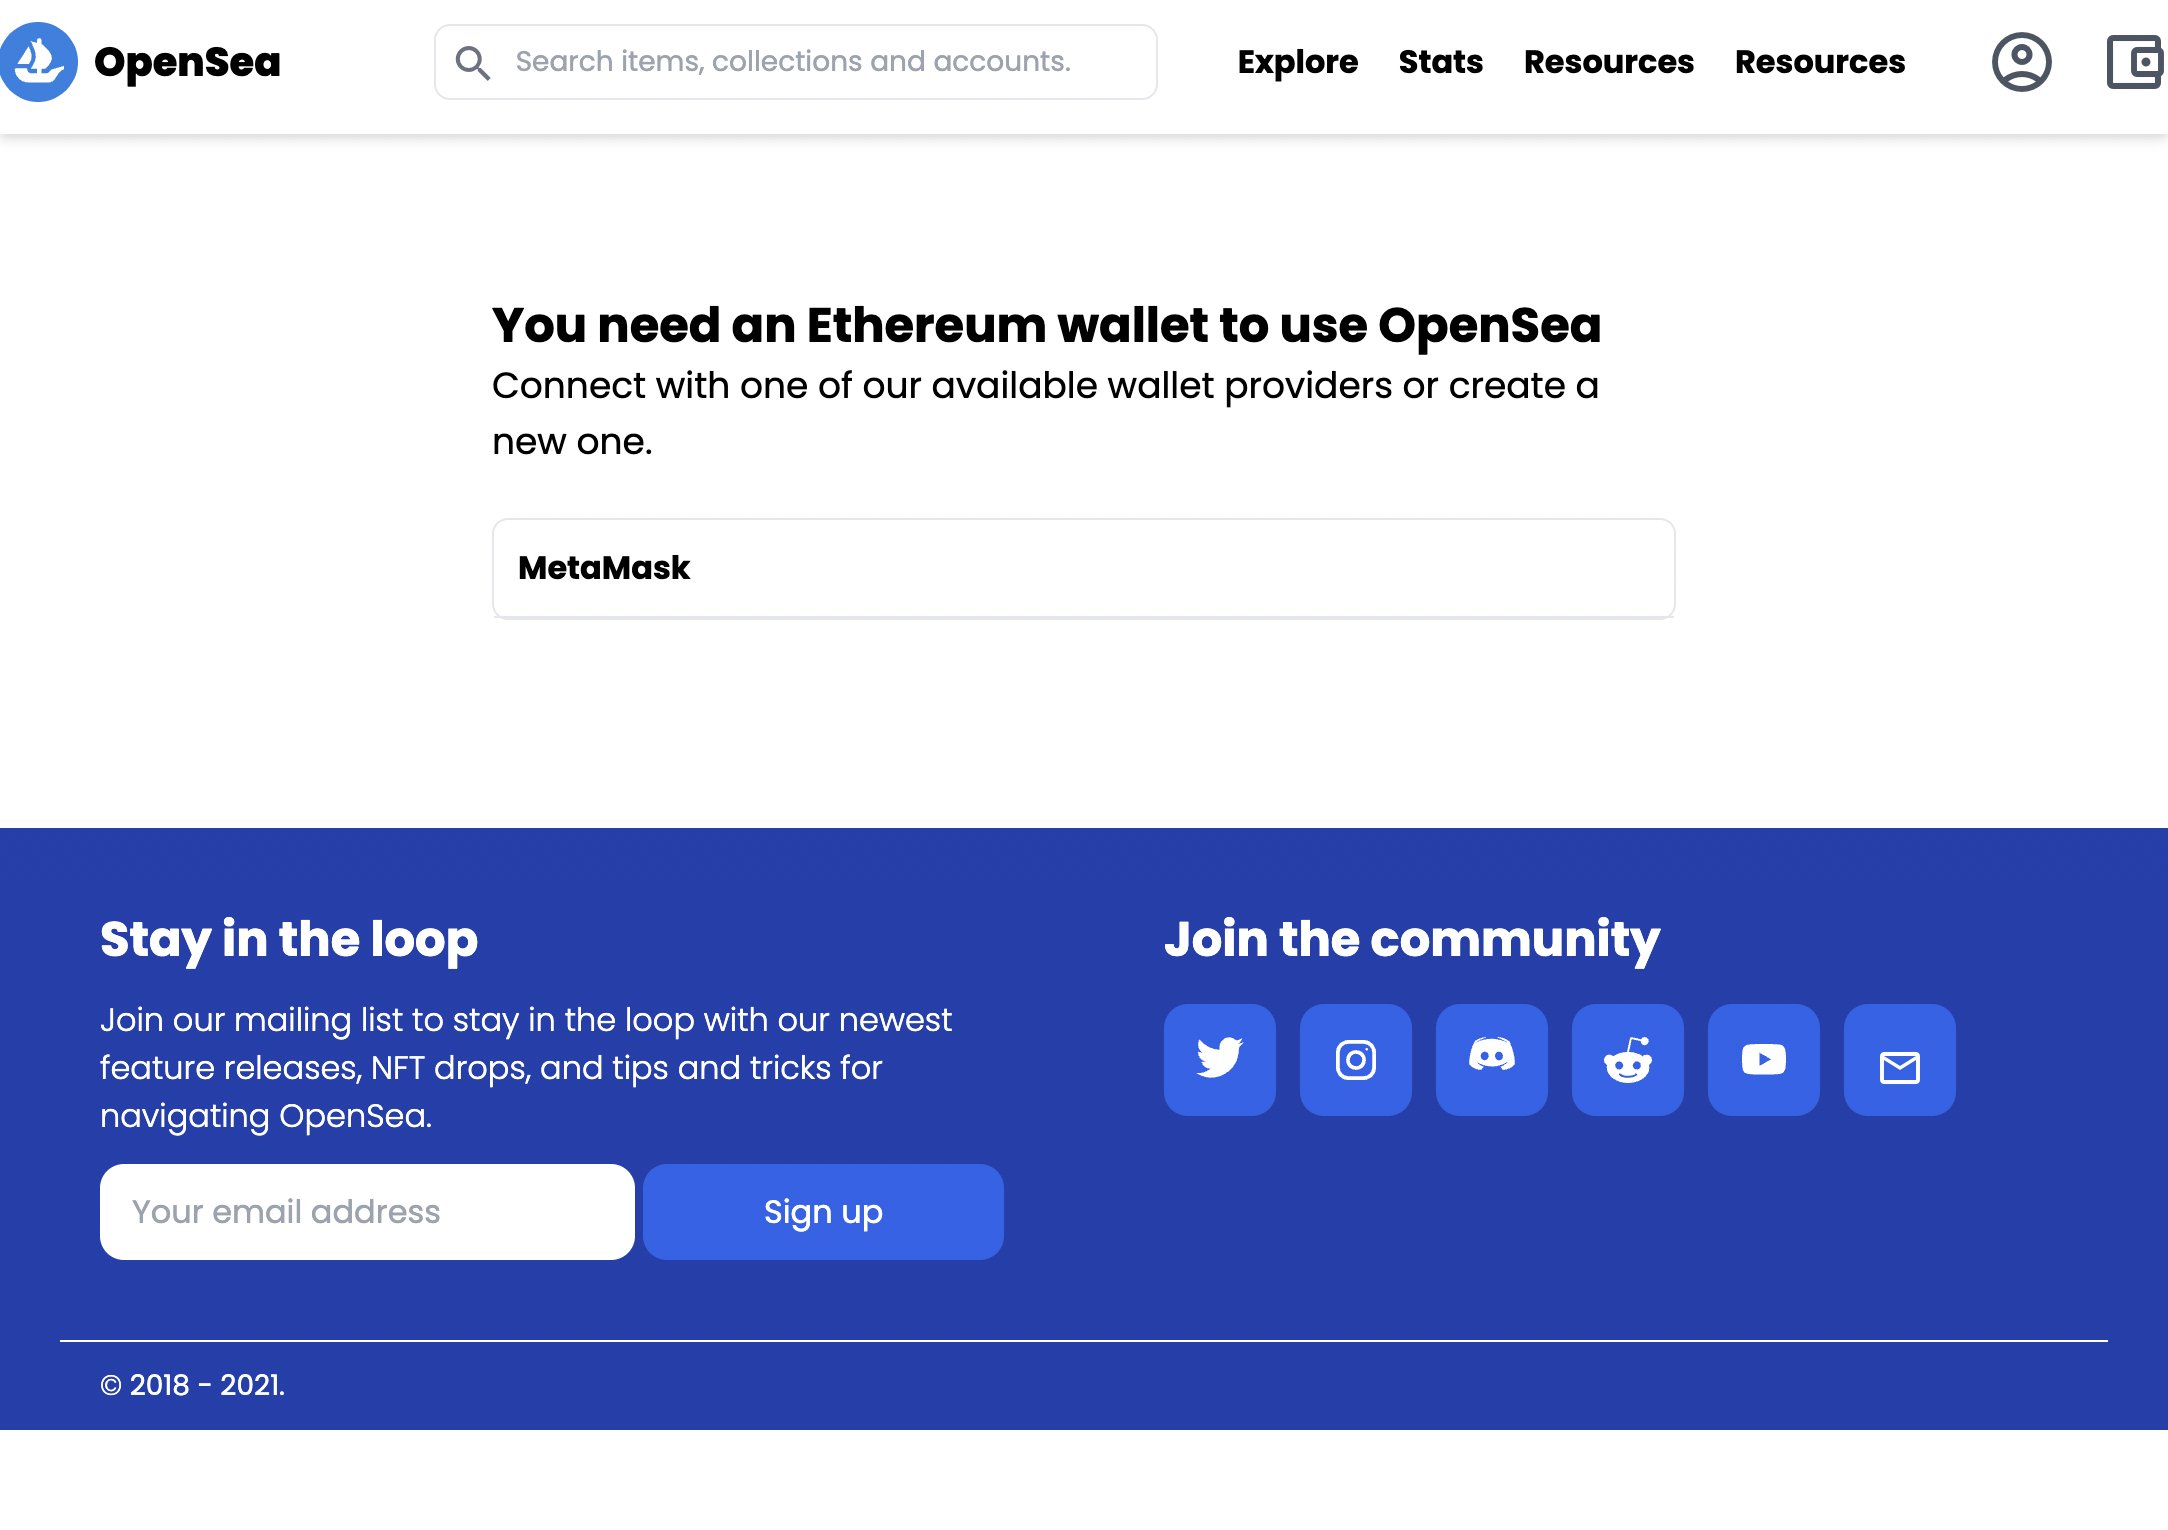 OpenSea
Search items, collections and accounts.
Explore Stats Resources Resources
You need an Ethereum wallet to use OpenSea
Connect with one of our available wallet providers or create a
new one.
MetaMask
Stay in the loop
Join our mailing list to stay in the loop with our newest
feature releases, NFT drops, and tips and tricks for
navigating OpenSea.
Your email address
Sign up
Join the community
© 2018 - 2021.